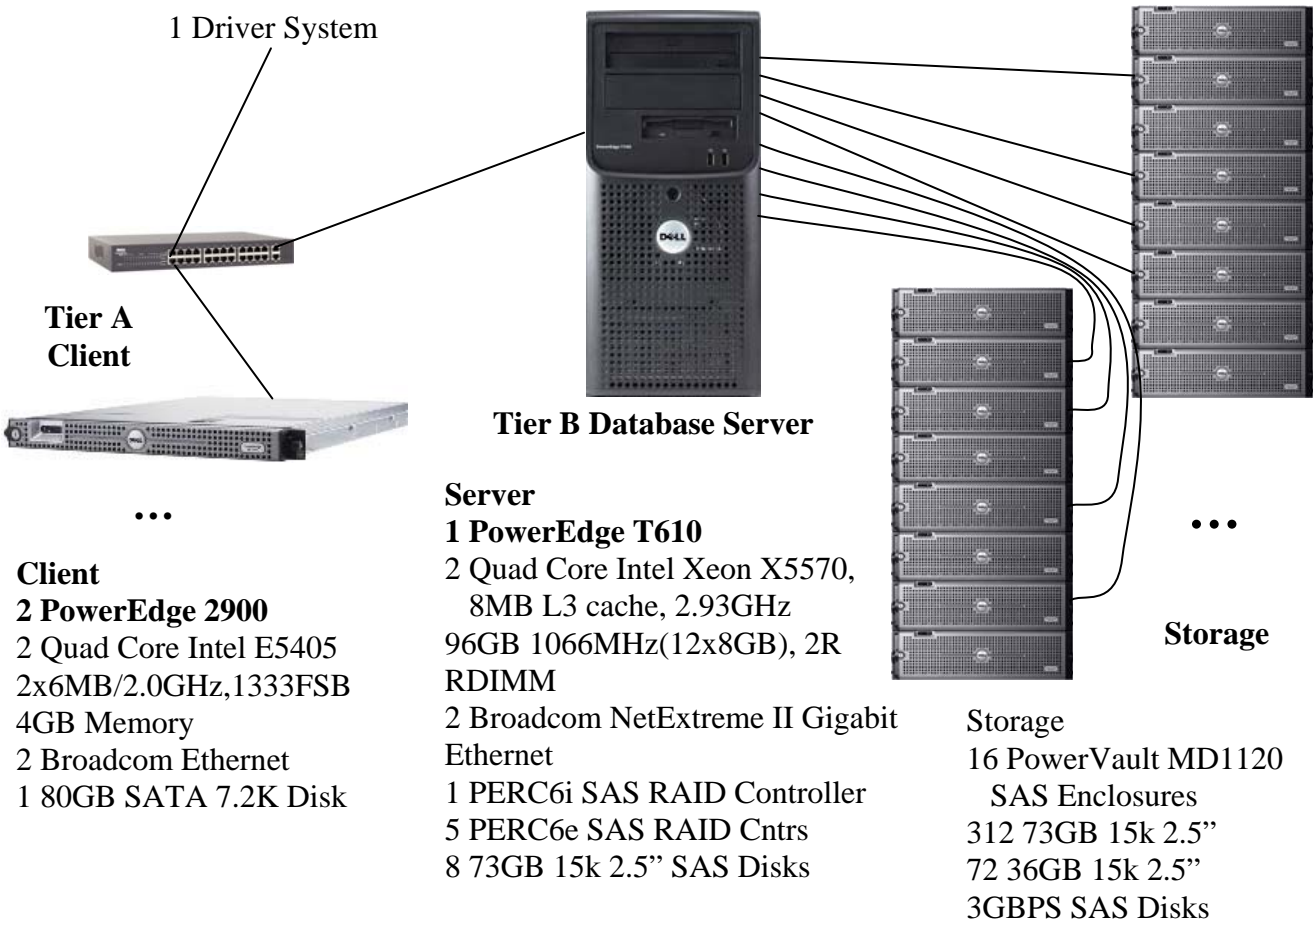 1 Driver System
Tier A
Client
DELL
Tier B Database Server
...
Client
2 PowerEdge 2900
2 Quad Core Intel E5405
2x6MB/2.0GHz,1333FSB
4GB Memory
2 Broadcom Ethernet
1 80GB SATA 7.2K Disk
Server
1 PowerEdge T610
2 Quad Core Intel Xeon X5570,
8MB L3 cache, 2.93GHz
96GB 1066MHz(12x8GB), 2R
RDIMM
2 Broadcom NetExtreme II Gigabit
Ethernet
1 PERC6i SAS RAID Controller
5 PERC6e SAS RAID Cntrs
8 73GB 15k 2.5” SAS Disks
...
Storage
Storage
16 PowerVault MD1120
SAS Enclosures
312 73GB 15k 2.5”
72 36GB 15k 2.5”
3GBPS SAS Disks